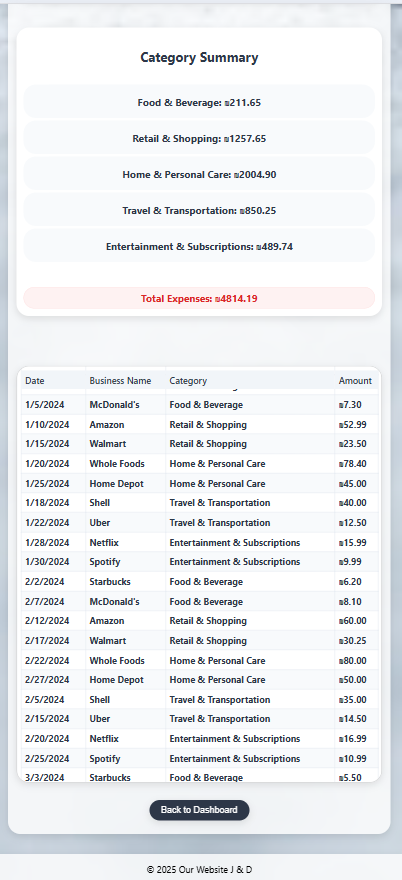 Category Summary
Food & Beverage: ₪211.65
Retail & Shopping: ₪1257.65
Home & Personal Care: ₪2004.90
Travel & Transportation: ₪850.25
Entertainment & Subscriptions: ₪489.74
Total Expenses: ₪4814.19
Date Business Name Category Amount
1/5/2024 McDonald's Food & Beverage ₪7.30
1/10/2024 Amazon Retail & Shopping ₪52.99
1/15/2024 Walmart Retail & Shopping ₪23.50
1/20/2024 Whole Foods Home & Personal Care ₪78.40
1/25/2024 Home Depot Home & Personal Care ₪45.00
1/18/2024 Shell Travel & Transportation ₪40.00
1/22/2024 Uber Travel & Transportation ₪12.50
1/28/2024 Netflix Entertainment & Subscriptions ₪15.99
1/30/2024 Spotify Entertainment & Subscriptions ₪9.99
2/2/2024 Starbucks Food & Beverage ₪6.20
2/7/2024 McDonald's Food & Beverage ₪8.10
2/12/2024 Amazon Retail & Shopping ₪60.00
2/17/2024 Walmart Retail & Shopping ₪30.25
2/22/2024 Whole Foods Home & Personal Care ₪80.00
2/27/2024 Home Depot Home & Personal Care ₪50.00
2/5/2024 Shell Travel & Transportation ₪35.00
2/15/2024 Uber Travel & Transportation ₪14.50
2/20/2024 Netflix Entertainment & Subscriptions ₪16.99
2/25/2024 Spotify Entertainment & Subscriptions ₪10.99
3/3/2024 Starbucks Food & Beverage ₪5.50
Back to Dashboard
© 2025 Our Website J & D